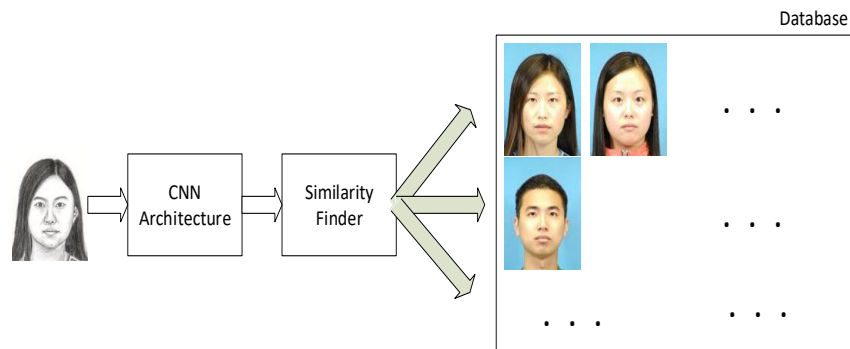 Database
CNN
Architecture
Similarity
Finder
. . .
. . .
. . .
. . .